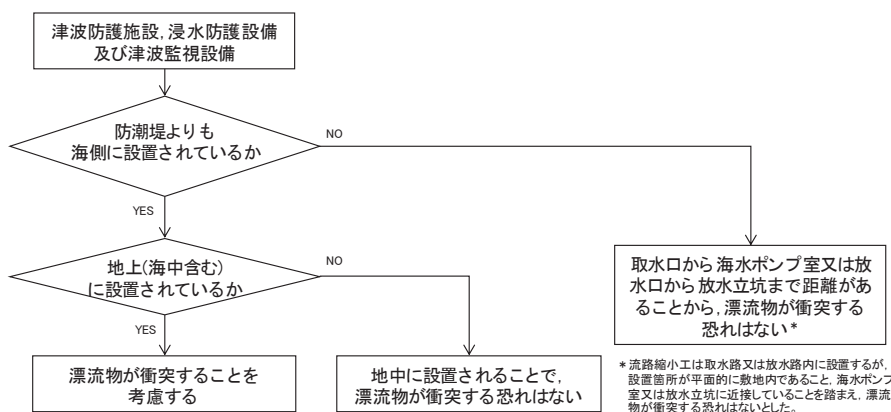 津波防護施設，浸水防護設備
及び津波監視設備
防潮堤よりも
海側に設置されているか
NO
YES
地上(海中含む)
に設置されているか
NO
YES
取水口から海水ポンプ室又は放
水口から放水立坑まで距離があ
ることから，漂流物が衝突する
恐れはない*
漂流物が衝突することを
考慮する
地中に設置されることで，
漂流物が衝突する恐れはない
*流路縮小工は取水路又は放水路内に設置するが，
設置箇所が平面的に敷地内であること，海水ポンプ
室又は放水立坑に近接していることを踏まえ，漂流
物が衝突する恐れはないとした。